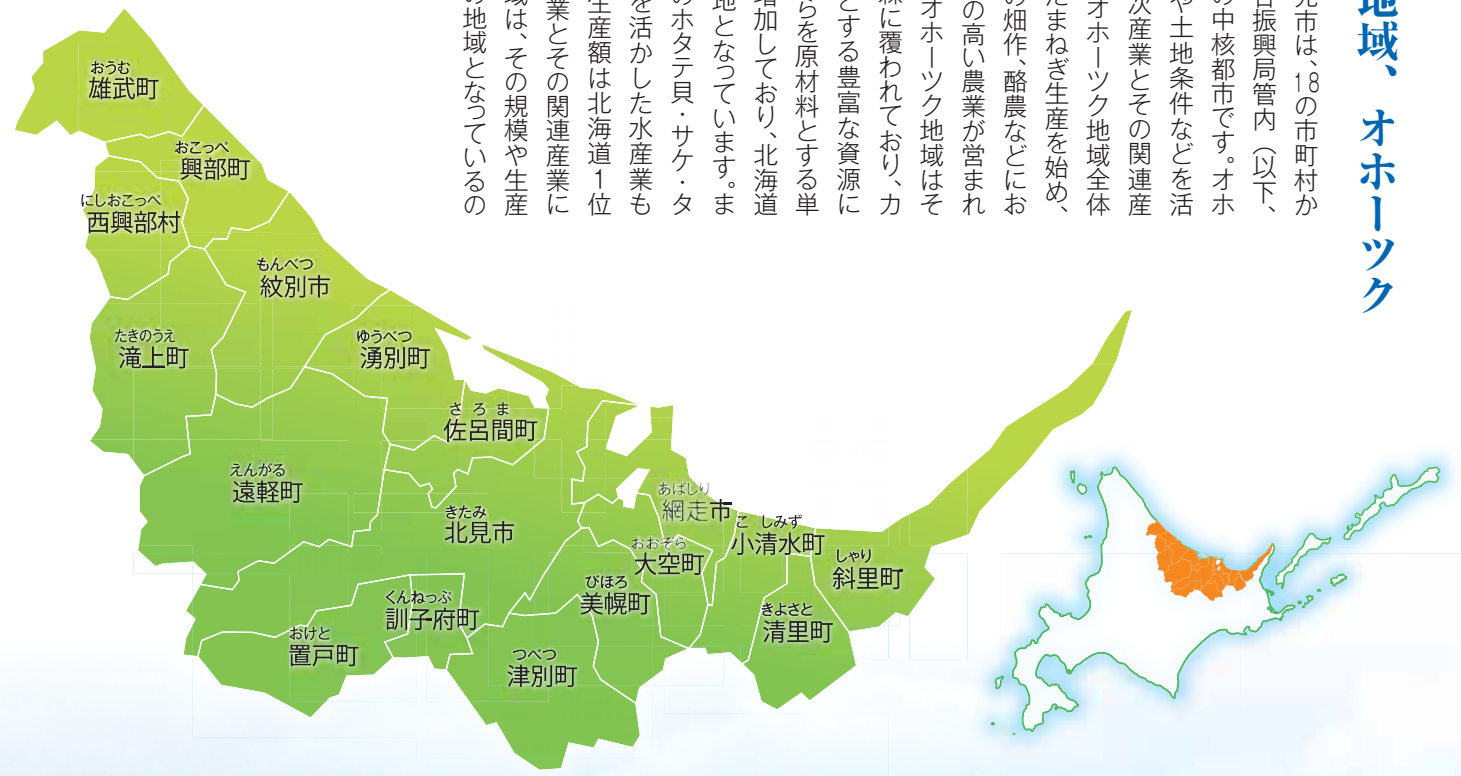 地域、オホーツク
見市は、18の市町村か
合振興局管内（以下、
の中核都市です。オホ
や土地条件などを活
次産業とその関連産
オホーツク地域全体
たまねぎ生産を始め、
の畑作、酪農などにお
の高い農業が営まれ
オホーツク地域はそ
に覆われており、カ
とする豊富な資源に
らを原材料とする単
増加しており、北海道
地となっています。ま
のホタテ貝・サケ・タ
を活かした水産業も
生産額は北海道1位
業とその関連産業に
域は、その規模や生産
の地域となっているの
おうむ
雄武町
おこっぺ
興部町
にしおこっぺ
西興部村
もんべつ
紋別市
たきのうえ
滝上町
ゆうべつ
湧別町
さろま
佐呂間町
えんがる
遠軽町
きたみ
北見市
あばしり
網走市
こしみず
小清水町
おおぞら
大空町
しゃり
斜里町
びほろ
美幌町
くんねっぷ
訓子府町
きよさと
清里町
おけと
置戸町
つべつ
津別町